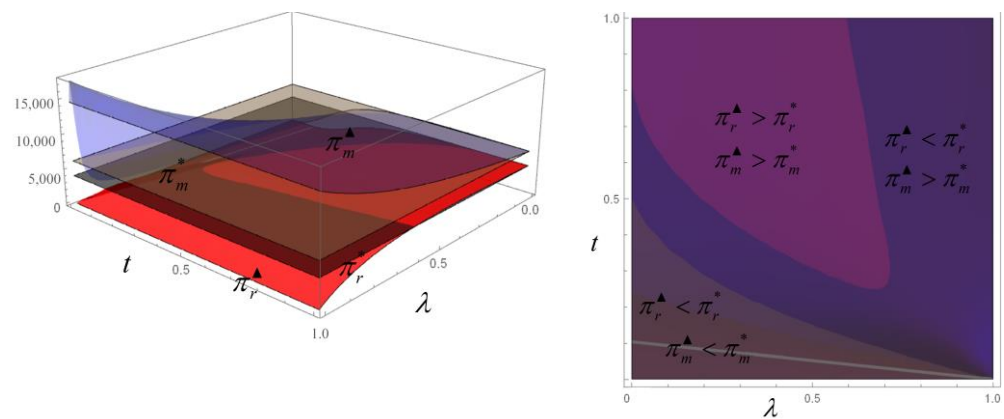 15,000
10,000
5,000
0
t
0.5
1.0
λ
0.5
0.0
π_m^▲
π_m^*
π_r^*
π_r^▲
1.0
t
0.5
0.0
0.0
0.5
1.0
λ
π_r^▲ > π_r^*
π_m^▲ > π_m^*
π_r^▲ < π_r^*
π_m^▲ > π_m^*
π_r^▲ < π_r^*
π_m^▲ < π_m^*